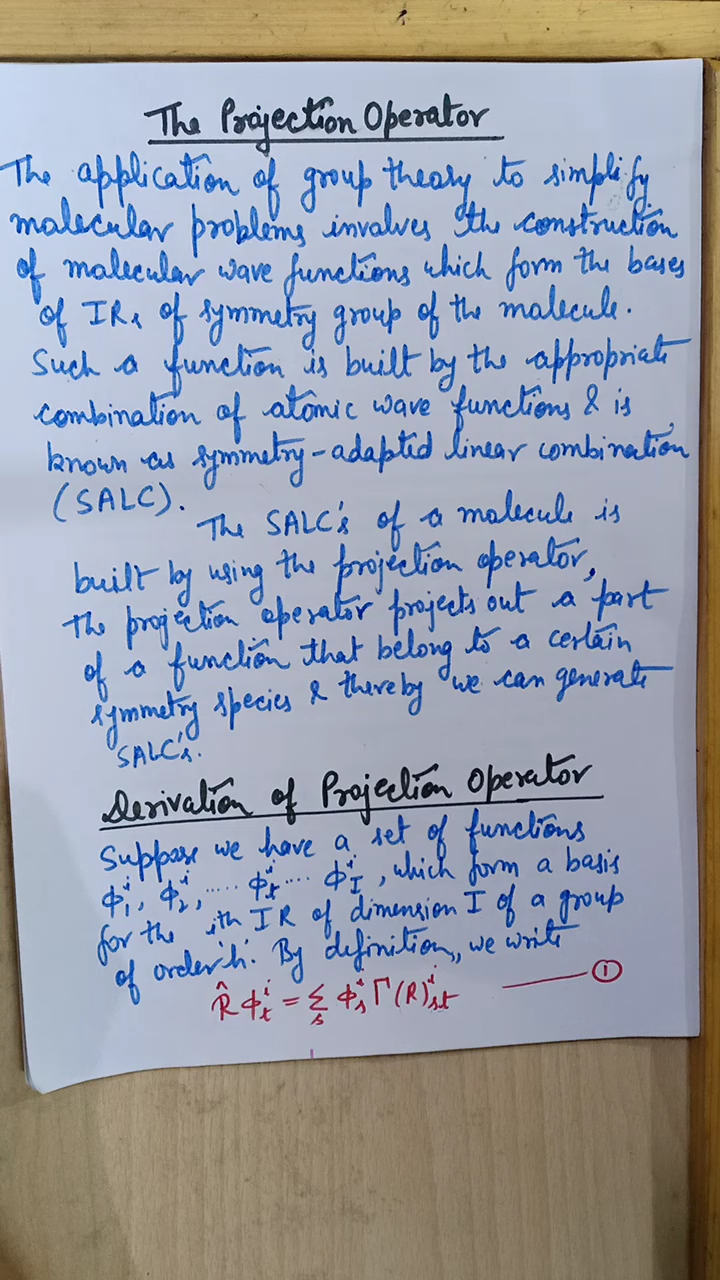 The Projection Operator
The application of group theory to simplify
molecular problems involves the construction
of molecular wave functions which form the bases
of IRs of symmetry group of the molecule.
Such a function is built by the appropriate
combination of atomic wave functions & is
known as symmetry-adapted linear combination
(SALC).
The SALC's of a molecule is
built by using the projection operator,
The projection operator projects out a part
of a function that belong to a certain
symmetry species & thereby we can generate
SALC's.
Derivation of Projection Operator
Suppose we have a set of functions
ϕ₁ⁱ, ϕ₂ⁱ, ..... ϕₜⁱ .... ϕ_Iⁱ, which form a basis
for the ith IR of dimension I of a group
of order 'h'. By definition, we write
R̂ ϕₜⁱ = Σₛ ϕₛⁱ Γ(R)ⁱₛₜ —— ①